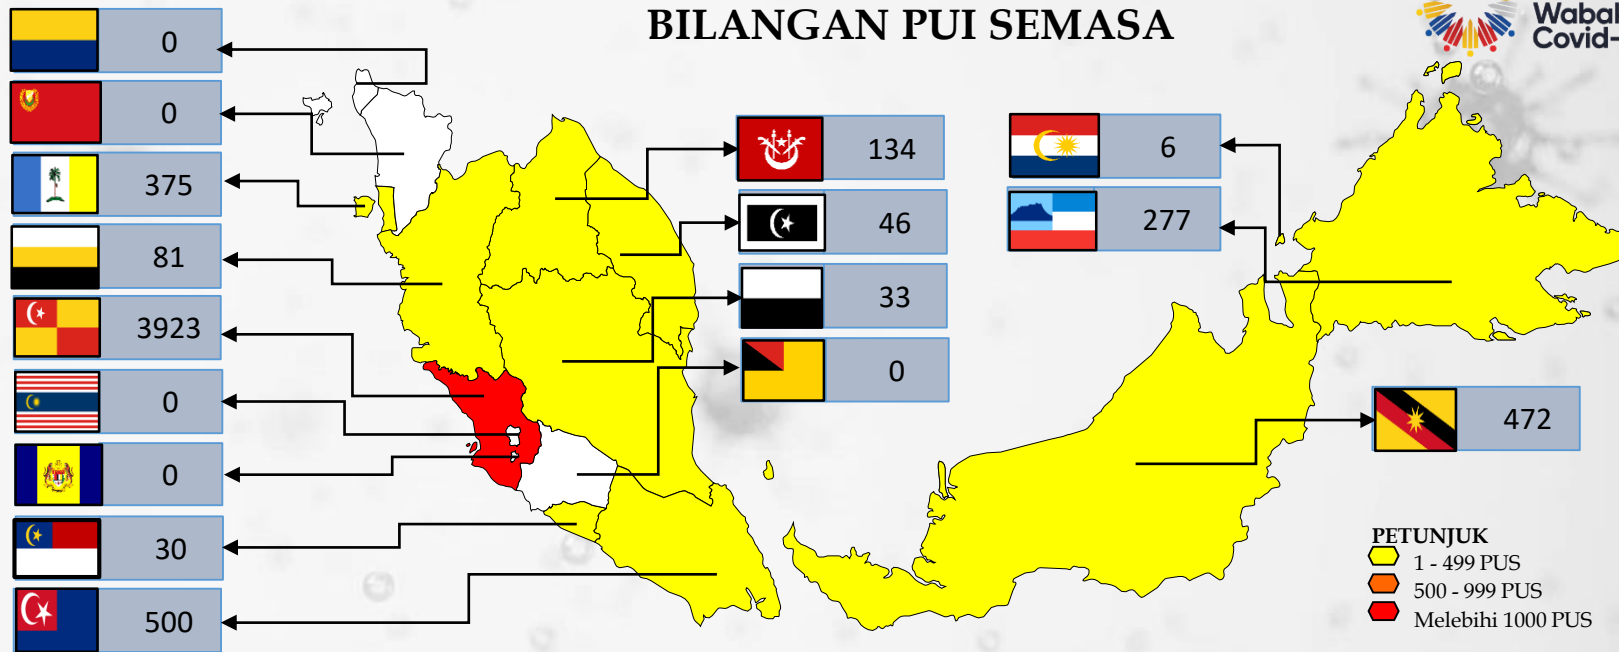 BILANGAN PUI SEMASA
Wabak
Covid-
0
0
375
81
3923
0
0
30
500
134
46
33
0
6
277
472
PETUNJUK
1 - 499 PUS
500 - 999 PUS
Melebihi 1000 PUS